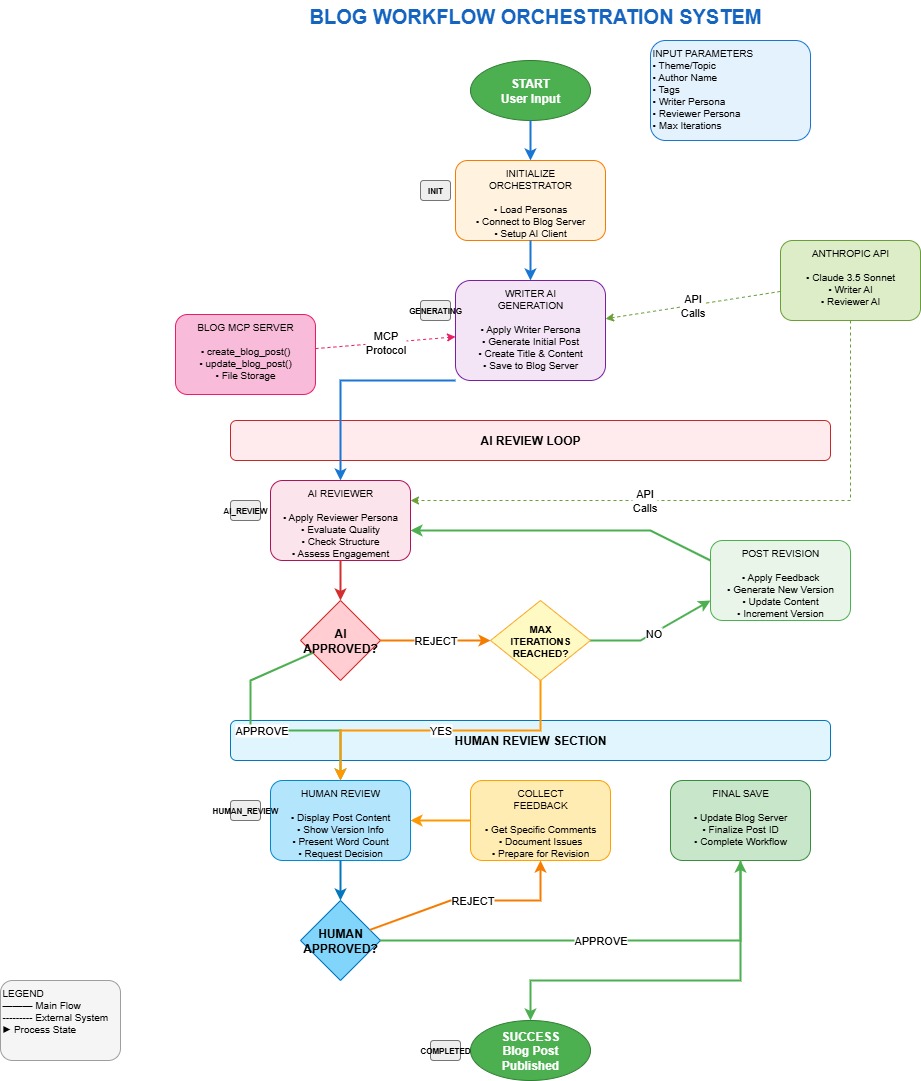 BLOG WORKFLOW ORCHESTRATION SYSTEM
START
User Input
INPUT PARAMETERS
• Theme/Topic
• Author Name
• Tags
• Writer Persona
• Reviewer Persona
• Max Iterations
INIT
INITIALIZE
ORCHESTRATOR
• Load Personas
• Connect to Blog Server
• Setup AI Client
ANTHROPIC API
• Claude 3.5 Sonnet
• Writer AI
• Reviewer AI
API
Calls
GENERATING
WRITER AI
GENERATION
• Apply Writer Persona
• Generate Initial Post
• Create Title & Content
• Save to Blog Server
BLOG MCP SERVER
• create_blog_post()
• update_blog_post()
• File Storage
MCP
Protocol
AI REVIEW LOOP
AI_REVIEW
AI REVIEWER
• Apply Reviewer Persona
• Evaluate Quality
• Check Structure
• Assess Engagement
API
Calls
POST REVISION
• Apply Feedback
• Generate New Version
• Update Content
• Increment Version
AI
APPROVED?
REJECT
MAX
ITERATIONS
REACHED?
NO
APPROVE
YES
HUMAN REVIEW SECTION
HUMAN_REVIEW
HUMAN REVIEW
• Display Post Content
• Show Version Info
• Present Word Count
• Request Decision
COLLECT
FEEDBACK
• Get Specific Comments
• Document Issues
• Prepare for Revision
FINAL SAVE
• Update Blog Server
• Finalize Post ID
• Complete Workflow
REJECT
HUMAN
APPROVED?
APPROVE
LEGEND
——— Main Flow
--------- External System
► Process State
COMPLETED
SUCCESS
Blog Post
Published